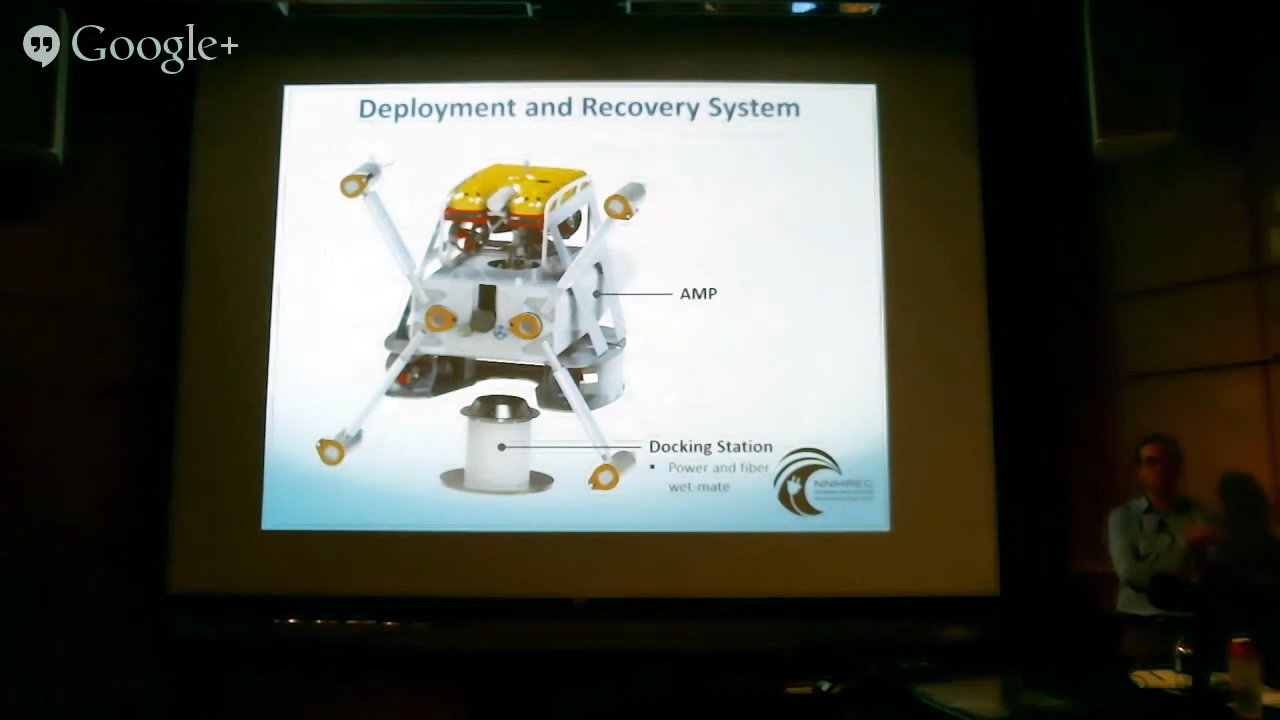 Google+
Deployment and Recovery System
AMP
Docking Station
▪ Power and fiber
wet-mate
NNMREC